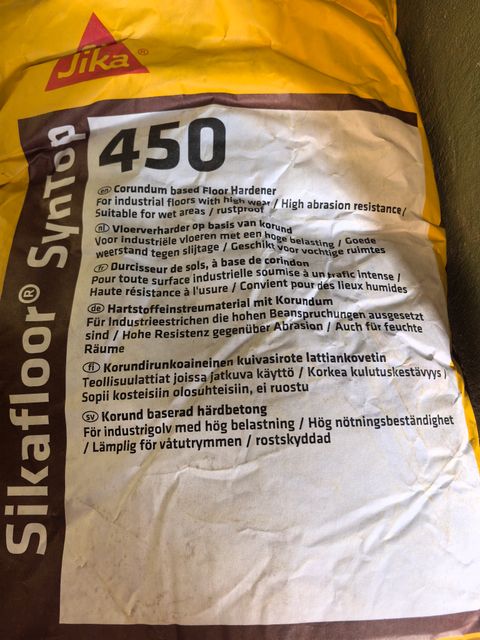 Sika®
Sikafloor® SynTop
450
en Corundum based Floor Hardener
For industrial floors with high wear / High abrasion resistance /
Suitable for wet areas / rustproof
nl Vloerverharder op basis van korund
Voor industriële vloeren met een hoge belasting / Goede
weerstand tegen slijtage / Geschikt voor vochtige ruimtes
fr Durcisseur de sols, à base de corindon
Pour toute surface industrielle soumise à un trafic intense /
Haute résistance à l'usure / Convient pour des lieux humides
de Hartstoffeinstreumaterial mit Korundum
Für Industrieestrichen die hohen Beanspruchungen ausgesetzt
sind / Hohe Resistenz gegenüber Abrasion / Auch für feuchte
Räume
fi Korundirunkoaineinen kuivasirote lattiankovetin
Teollisuulattiat joissa jatkuva käyttö / Korkea kulutuskestävyys /
Sopii kosteisiin olosuhteisiin, ei ruostu
sv Korund baserad härdbetong
För industrigolv med hög belastning / Hög nötningsbeständighet
/ Lämplig för våtutrymmen / rostskyddad